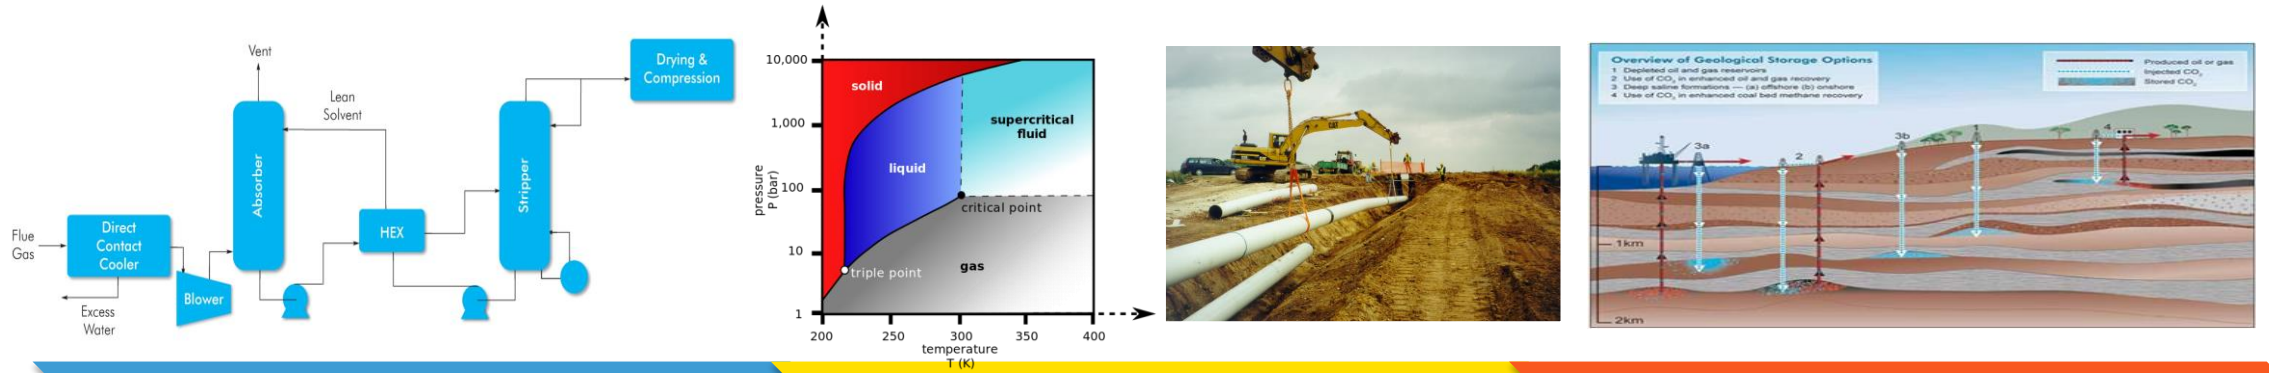 Vent
Lean
Solvent
Absorber
Stripper
Drying &
Compression
Flue
Gas
Direct
Contact
Cooler
HEX
Blower
Excess
Water
10,000
1,000
100
10
1
pressure
P (bar)
solid
liquid
supercritical
fluid
critical point
triple point
gas
200
250
300
350
400
temperature
T (K)
CAT
Overview of Geological Storage Options
1 Depleted oil and gas reservoirs
2 Use of CO₂ in enhanced oil and gas recovery
3 Deep saline formations — (a) offshore (b) onshore
4 Use of CO₂ in enhanced coal bed methane recovery
Produced oil or gas
Injected CO₂
Stored CO₂
3a
2
3b
1
4
1km
2km